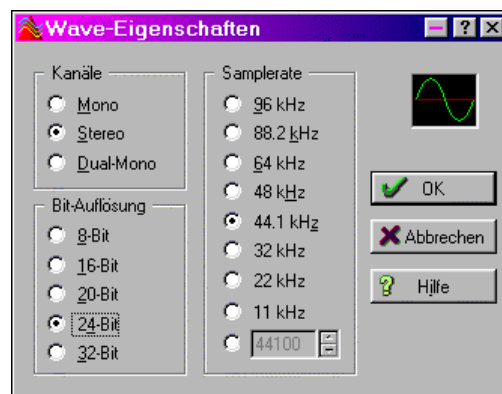 Wave-Eigenschaften
Kanäle
Mono
Stereo
Dual-Mono
Bit-Auflösung
8-Bit
16-Bit
20-Bit
24-Bit
32-Bit
Samplerate
96 kHz
88.2 kHz
64 kHz
48 kHz
44.1 kHz
32 kHz
22 kHz
11 kHz
44100
OK
Abbrechen
Hilfe